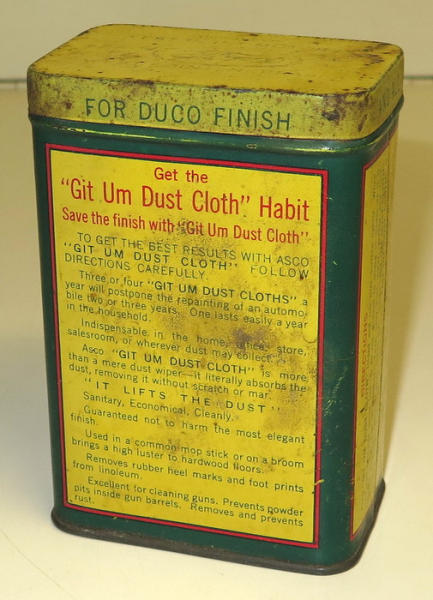 FOR DUCO FINISH
Get the
"Git Um Dust Cloth" Habit
Save the finish with "Git Um Dust Cloth"
TO GET THE BEST RESULTS WITH ASCO
"GIT UM DUST CLOTH" FOLLOW
DIRECTIONS CAREFULLY.
Three or four "GIT UM DUST CLOTHS" a
year will postpone the repainting of an automo-
bile two or three years. One lasts easily a year
in the household.
Indispensable in the home, office, store,
salesroom, or wherever dust may collect.
Asco "GIT UM DUST CLOTH" is more
than a mere dust wiper—it literally absorbs the
dust, removing it without scratch or mar.
"IT LIFTS THE DUST"
Sanitary, Economical, Cleanly.
Guaranteed not to harm the most elegant
finish.
Used in a common mop stick or on a broom
brings a high luster to hardwood floors.
Removes rubber heel marks and foot prints
from linoleum.
Excellent for cleaning guns. Prevents powder
pits inside gun barrels. Removes and prevents
rust.